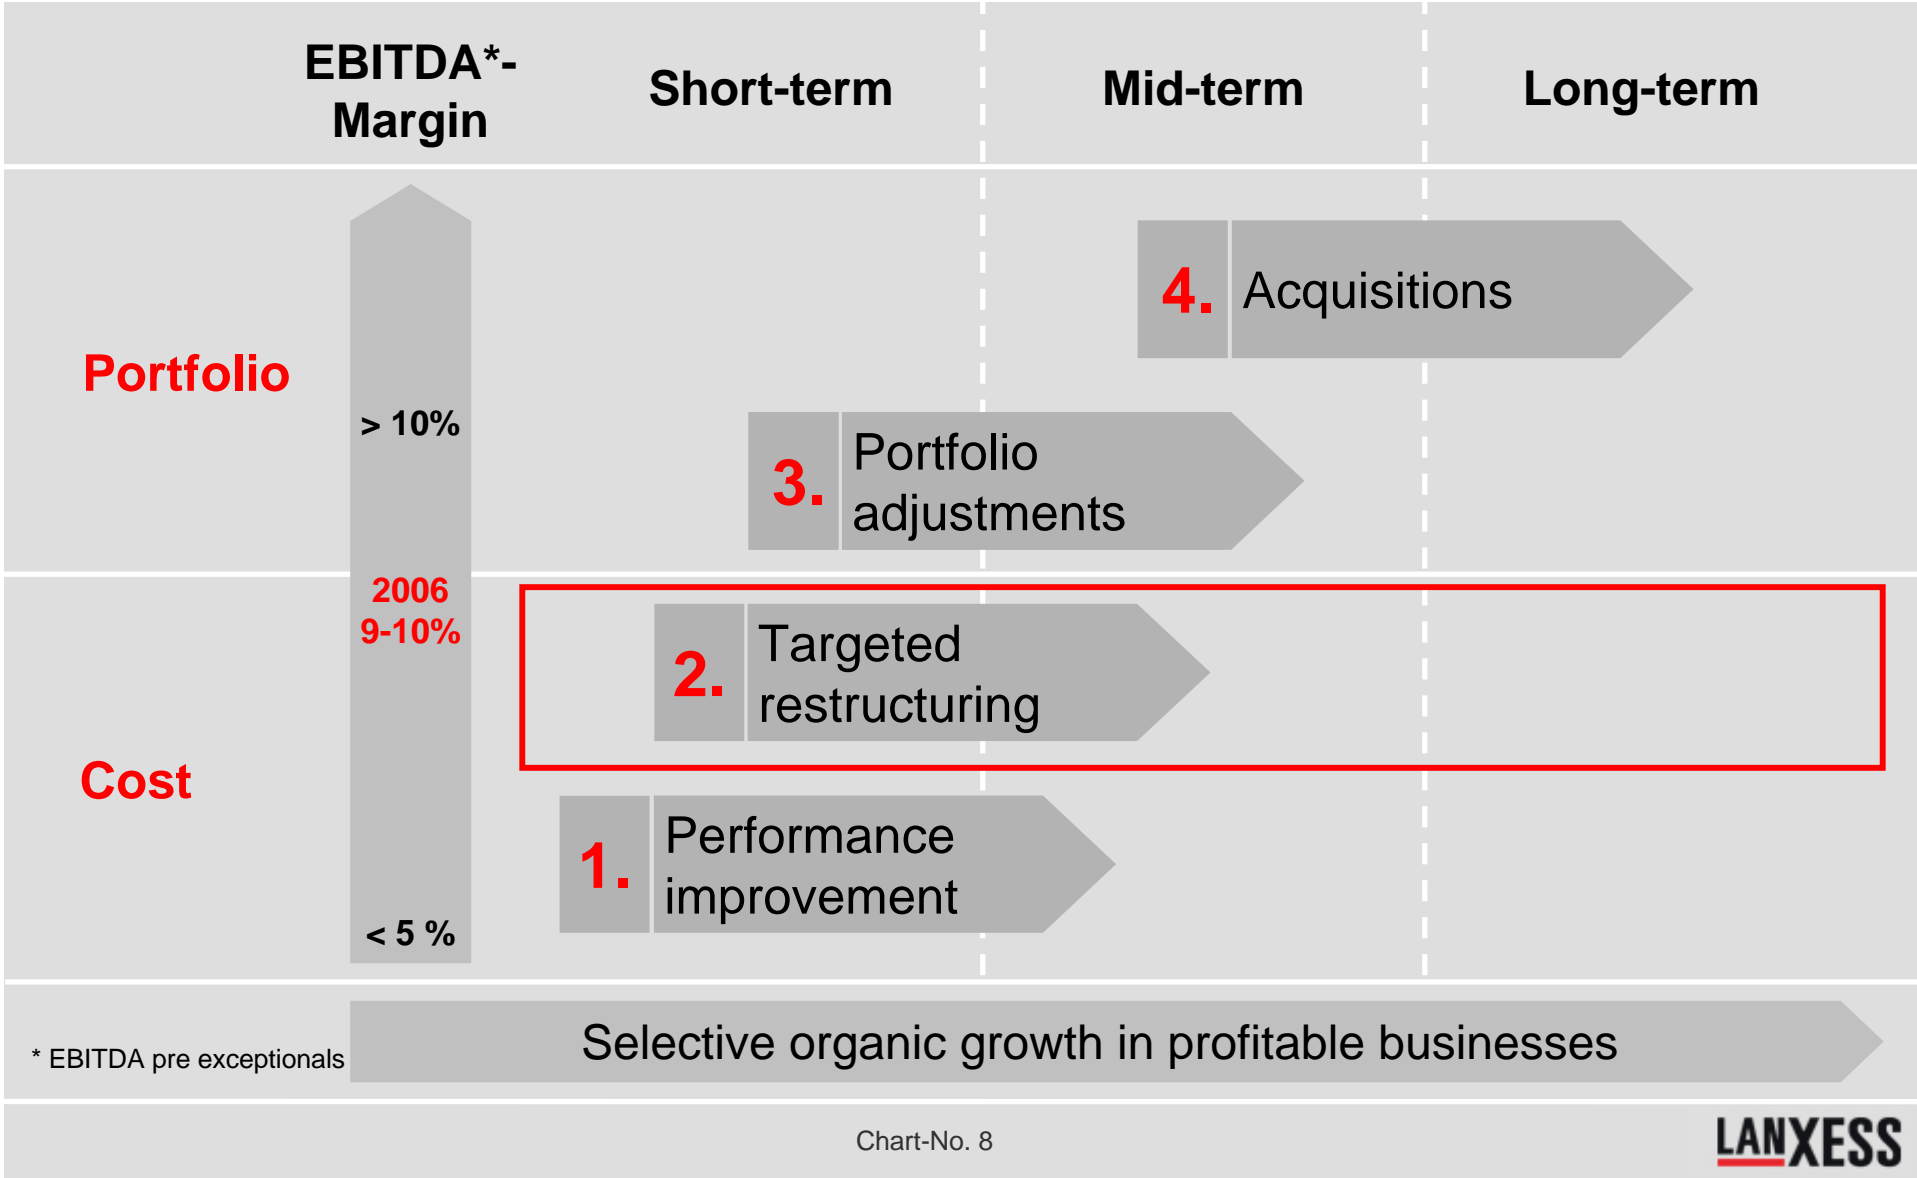 EBITDA*-
Margin
Short-term
Mid-term
Long-term
Portfolio
> 10%
4. Acquisitions
3. Portfolio
adjustments
2006
9-10%
Cost
2. Targeted
restructuring
1. Performance
improvement
< 5 %
* EBITDA pre exceptionals
Selective organic growth in profitable businesses
Chart-No. 8
LANXESS